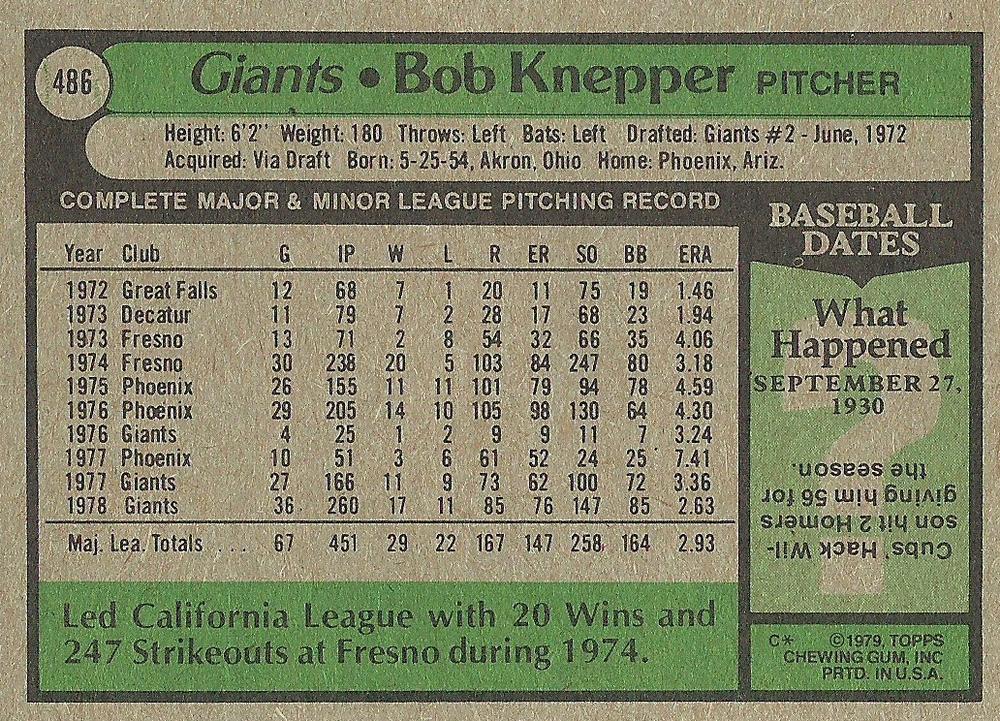 486
Giants • Bob Knepper PITCHER
Height: 6'2" Weight: 180 Throws: Left Bats: Left Drafted: Giants #2 - June, 1972
Acquired: Via Draft Born: 5-25-54, Akron, Ohio Home: Phoenix, Ariz.
COMPLETE MAJOR & MINOR LEAGUE PITCHING RECORD
Year Club G IP W L R ER SO BB ERA
1972 Great Falls 12 68 7 1 20 11 75 19 1.46
1973 Decatur 11 79 7 2 28 17 68 23 1.94
1973 Fresno 13 71 2 8 54 32 66 35 4.06
1974 Fresno 30 238 20 5 103 84 247 80 3.18
1975 Phoenix 26 155 11 11 101 79 94 78 4.59
1976 Phoenix 29 205 14 10 105 98 130 64 4.30
1976 Giants 4 25 1 2 9 9 11 7 3.24
1977 Phoenix 10 51 3 6 61 52 24 25 7.41
1977 Giants 27 166 11 9 73 62 100 72 3.36
1978 Giants 36 260 17 11 85 76 147 85 2.63
Maj. Lea. Totals ... 67 451 29 22 167 147 258 164 2.93
Led California League with 20 Wins and
247 Strikeouts at Fresno during 1974.
BASEBALL
DATES
What
Happened
SEPTEMBER 27,
1930
Cubs' Hack Wil-
son hit 2 Homers
giving him 56 for
the season.
C* ©1979, TOPPS
CHEWING GUM, INC
PRTD. IN U.S.A.